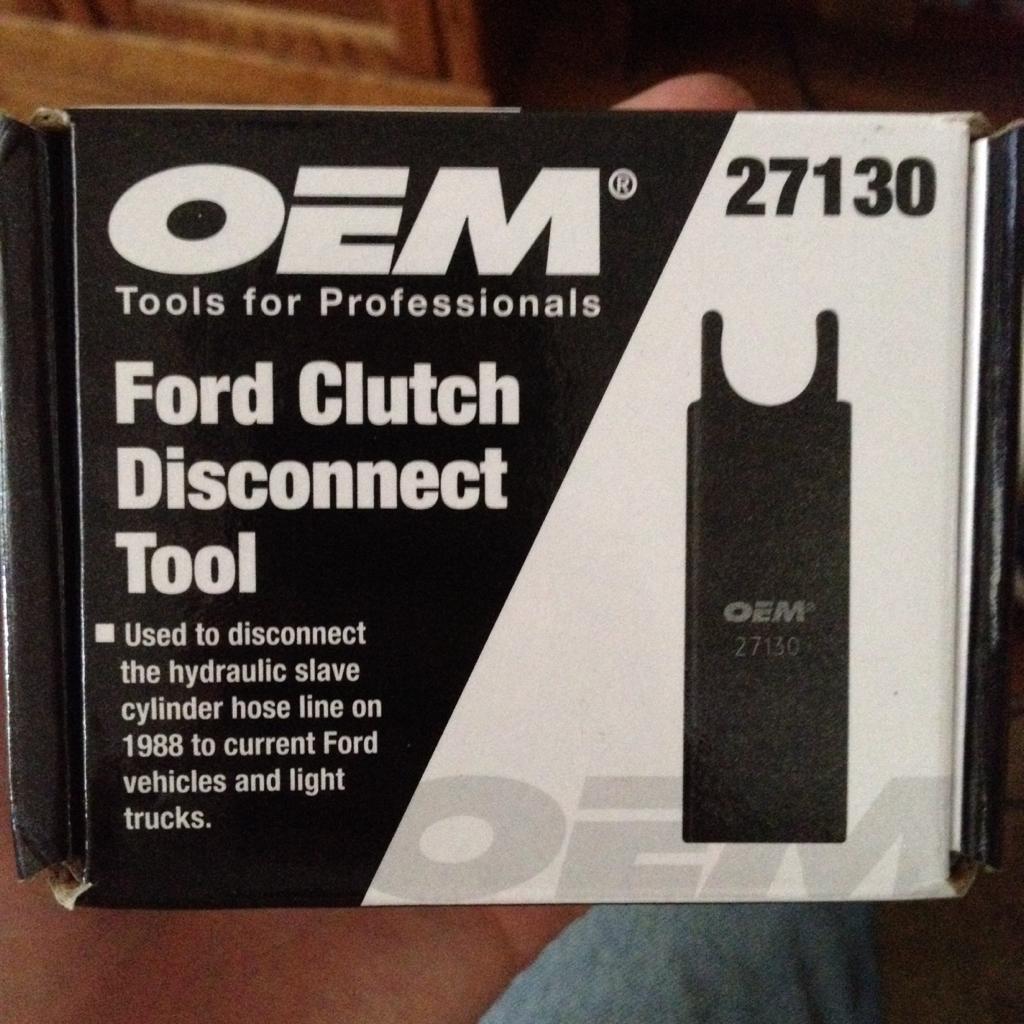 OEM®
27130
Tools for Professionals
Ford Clutch
Disconnect
Tool
■ Used to disconnect
the hydraulic slave
cylinder hose line on
1988 to current Ford
vehicles and light
trucks.
OEM®
27130
OEM